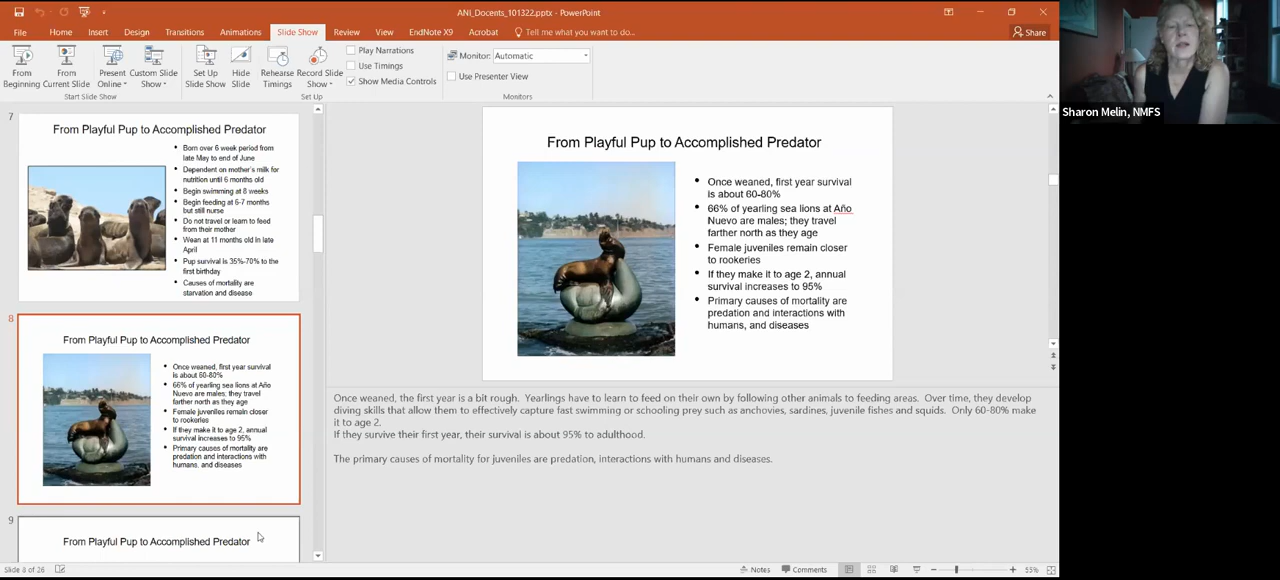 ANI_Docents_101322.pptx - PowerPoint
File Home Insert Design Transitions Animations Slide Show Review View EndNote X9 Acrobat Tell me what you want to do... Share
From Beginning
From Current Slide
Present Online
Custom Slide Show
Set Up Slide Show
Hide Slide
Rehearse Timings
Record Slide Show
Play Narrations
Use Timings
Show Media Controls
Monitor: Automatic
Use Presenter View
Start Slide Show
Set Up
Monitors
Sharon Melin, NMFS
7
From Playful Pup to Accomplished Predator
• Born over 6 week period from
late May to end of June
• Dependent on mother's milk for
nutrition until 6 months old
• Begin swimming at 8 weeks
• Begin feeding at 6-7 months
but still nurse
• Do not travel or learn to feed
from their mother
• Wean at 11 months old in late
April
• Pup survival is 35%-70% to the
first birthday
• Causes of mortality are
starvation and disease
8
From Playful Pup to Accomplished Predator
• Once weaned, first year survival
is about 60-80%
• 66% of yearling sea lions at Año
Nuevo are males; they travel
farther north as they age
• Female juveniles remain closer
to rookeries
• If they make it to age 2, annual
survival increases to 95%
• Primary causes of mortality are
predation and interactions with
humans, and diseases
9
From Playful Pup to Accomplished Predator
From Playful Pup to Accomplished Predator
• Once weaned, first year survival
is about 60-80%
• 66% of yearling sea lions at Año
Nuevo are males; they travel
farther north as they age
• Female juveniles remain closer
to rookeries
• If they make it to age 2, annual
survival increases to 95%
• Primary causes of mortality are
predation and interactions with
humans, and diseases
Once weaned, the first year is a bit rough. Yearlings have to learn to feed on their own by following other animals to feeding areas. Over time, they develop
diving skills that allow them to effectively capture fast swimming or schooling prey such as anchovies, sardines, juvenile fishes and squids. Only 60-80% make
it to age 2.
If they survive their first year, their survival is about 95% to adulthood.
The primary causes of mortality for juveniles are predation, interactions with humans and diseases.
Slide 8 of 26
Notes Comments 55%